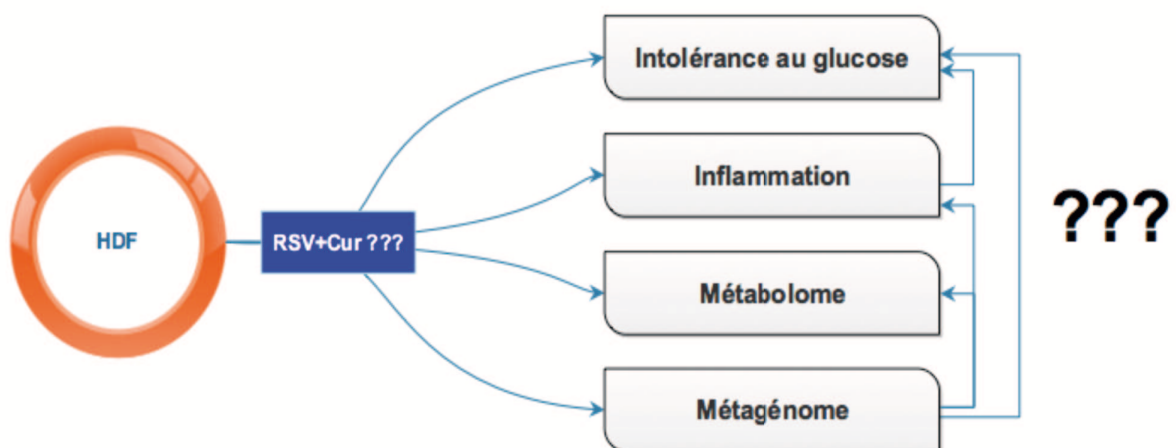 Intolérance au glucose
Inflammation
???
HDF
RSV+Cur ???
Métabolome
Métagénome